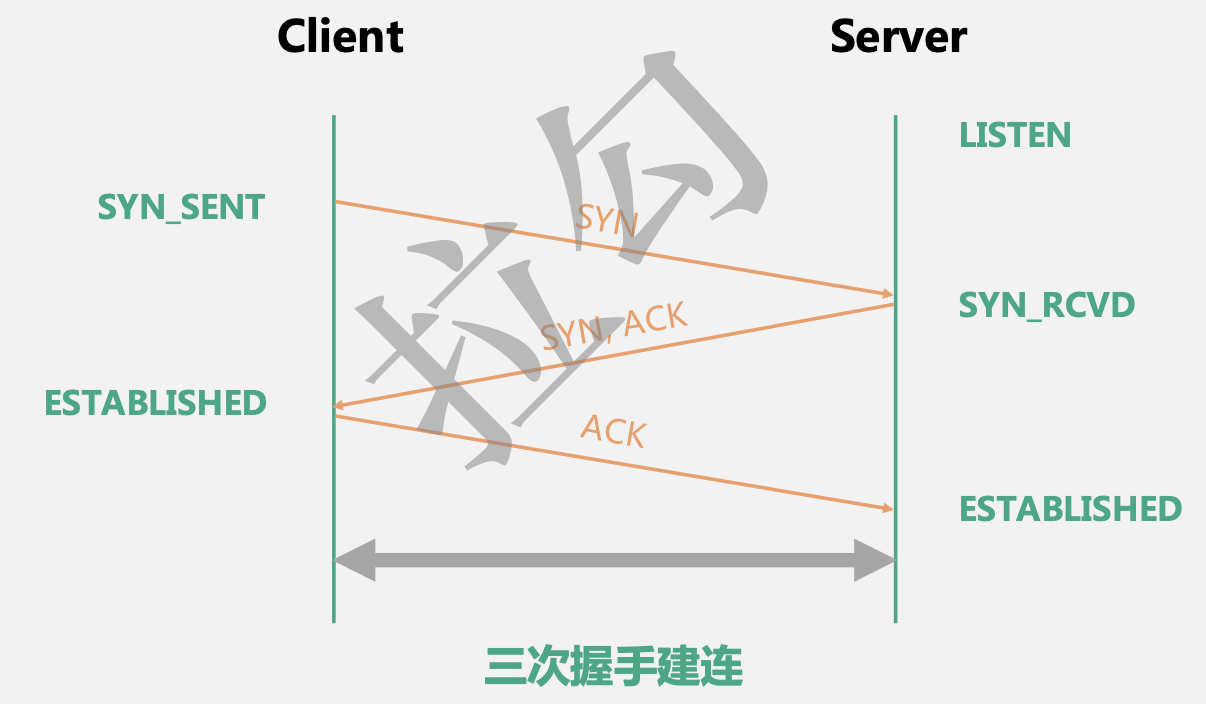 Client
Server
LISTEN
SYN_SENT
SYN
SYN_RCVD
SYN, ACK
ESTABLISHED
ACK
ESTABLISHED
三次握手建连